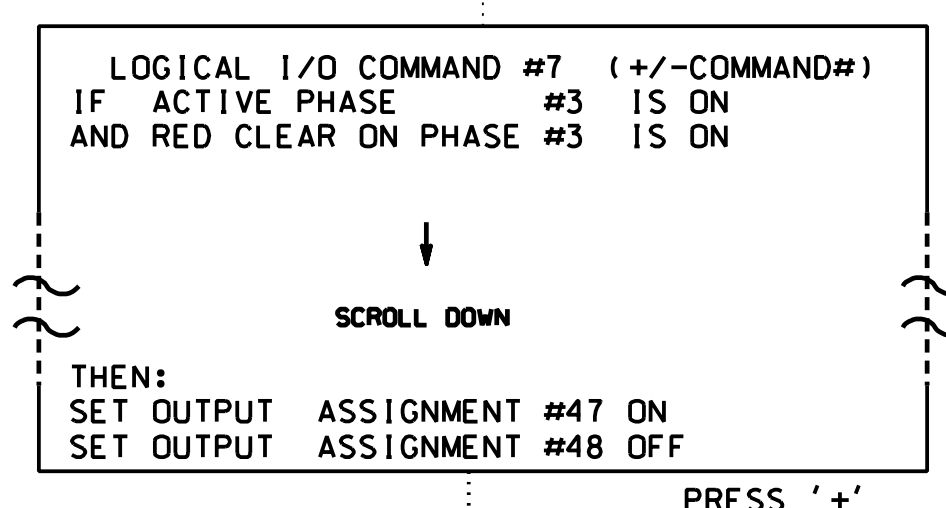 LOGICAL I/O COMMAND #7 (+/-COMMAND#)
IF ACTIVE PHASE #3 IS ON
AND RED CLEAR ON PHASE #3 IS ON
SCROLL DOWN
THEN:
SET OUTPUT ASSIGNMENT #47 ON
SET OUTPUT ASSIGNMENT #48 OFF
PRESS '+'